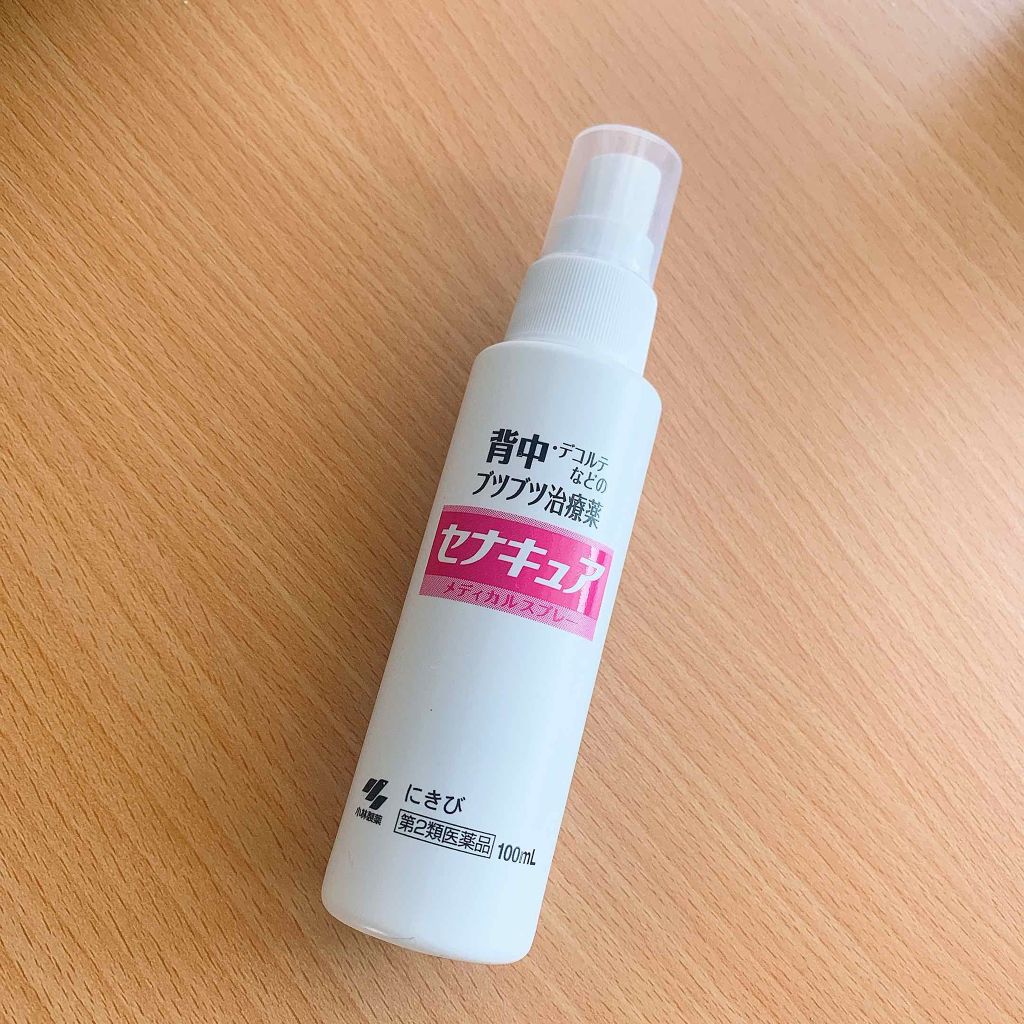 背中・デコルテ
などの
ブツブツ治療薬
セナキュア
メディカルスプレー
にきび
小林製薬
第2類医薬品 100mL